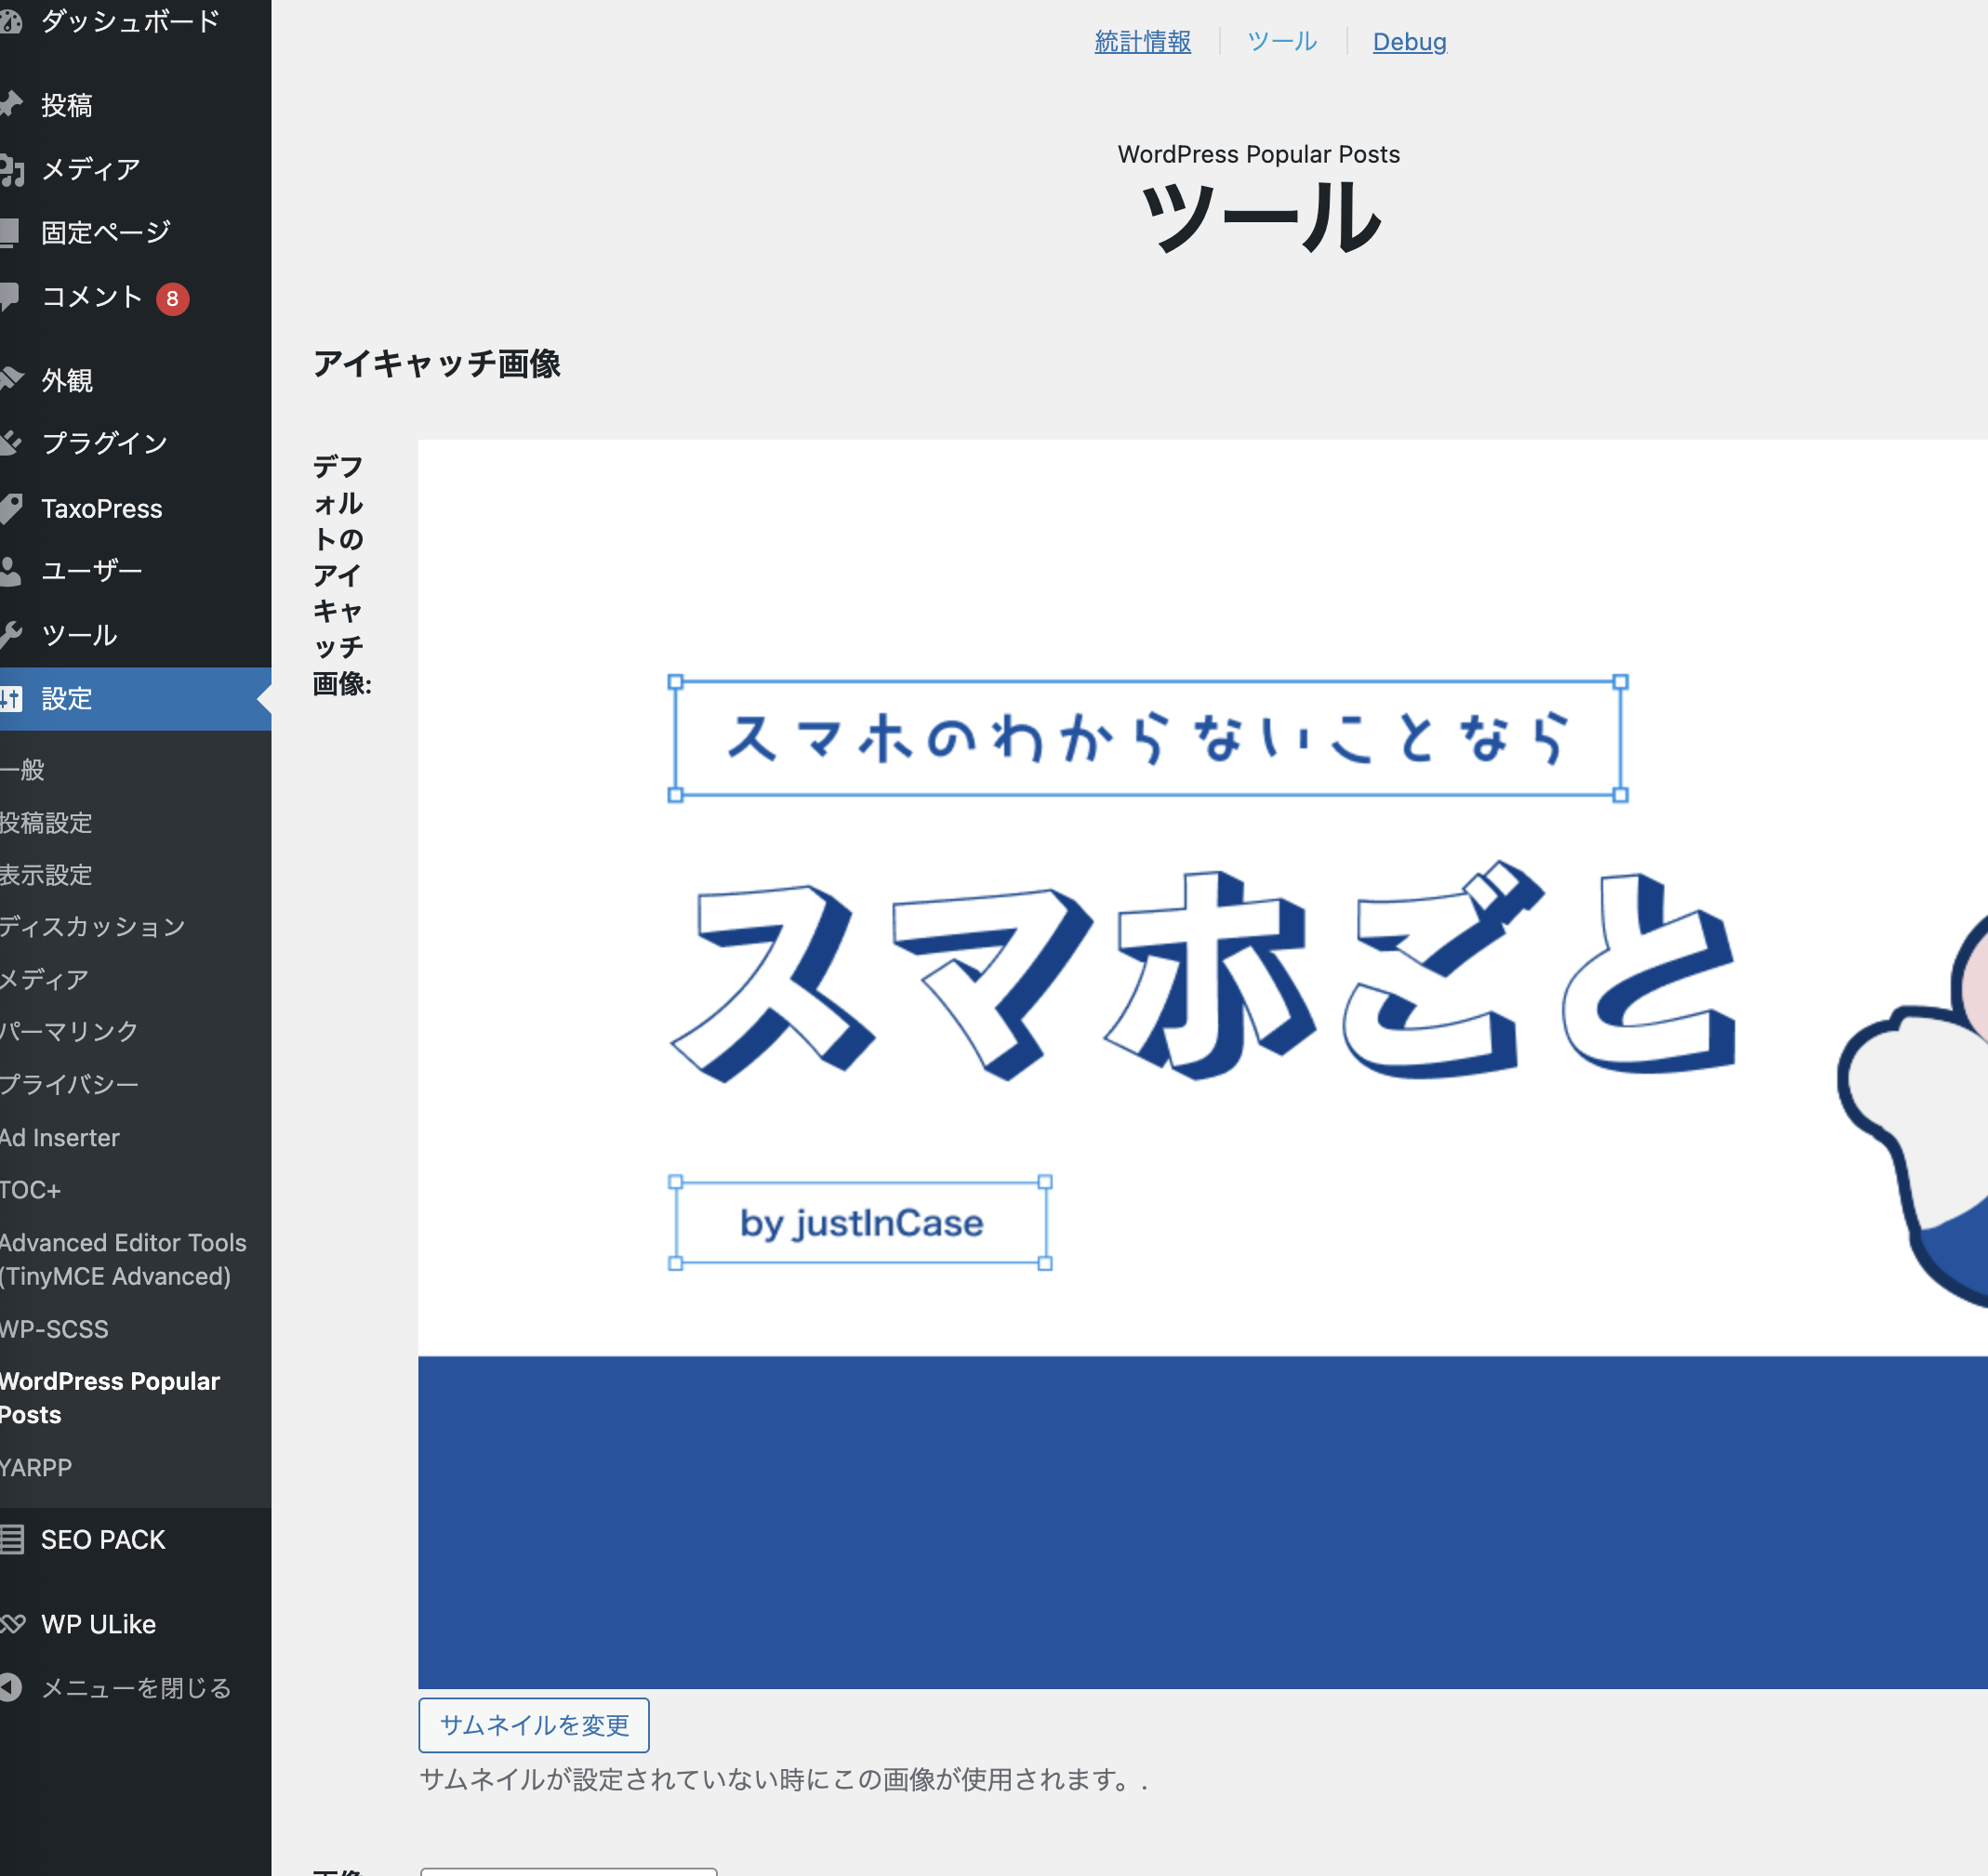 ダッシュボード
投稿
メディア
固定ページ
コメント 8
外観
プラグイン
TaxoPress
ユーザー
ツール
設定
一般
投稿設定
表示設定
ディスカッション
メディア
パーマリンク
プライバシー
Ad Inserter
TOC+
Advanced Editor Tools
(TinyMCE Advanced)
WP-SCSS
WordPress Popular
Posts
YARPP
SEO PACK
WP ULike
メニューを閉じる
統計情報 ツール Debug
WordPress Popular Posts
ツール
アイキャッチ画像
デフ
ォル
トの
アイ
キャ
ッチ
画像:
スマホのわからないことなら
スマホごと
by justInCase
サムネイルを変更
サムネイルが設定されていない時にこの画像が使用されます。.